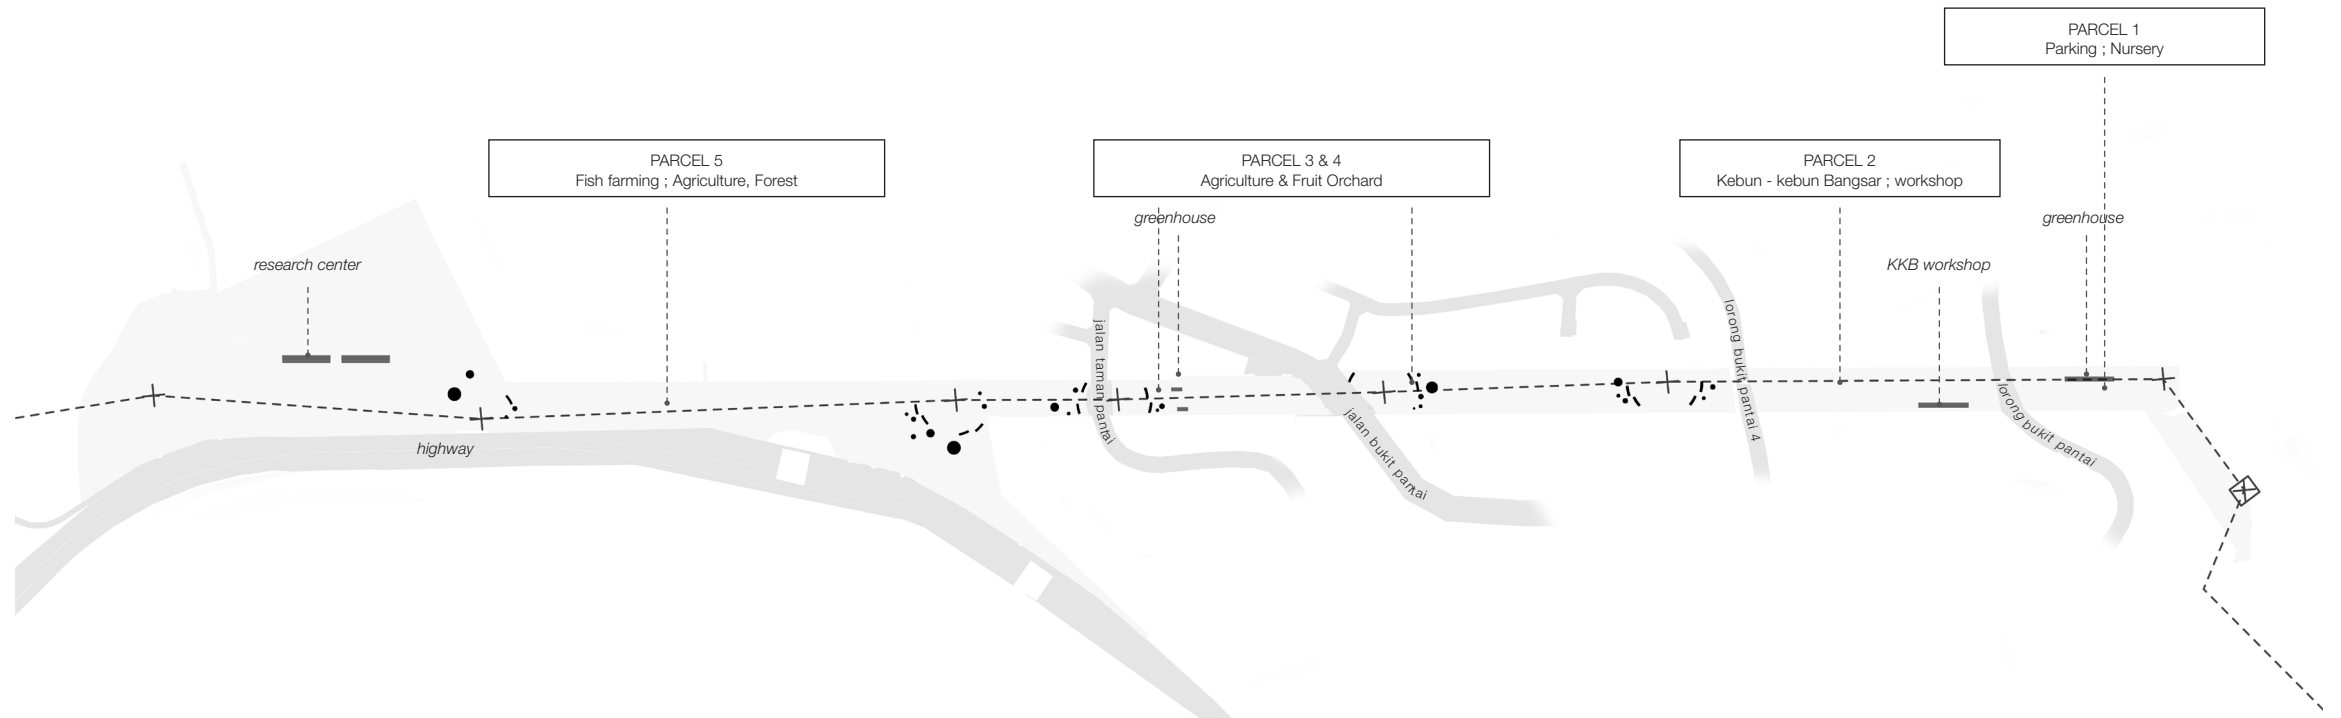 PARCEL 1
Parking ; Nursery
PARCEL 5
Fish farming ; Agriculture, Forest
PARCEL 3 & 4
Agriculture & Fruit Orchard
PARCEL 2
Kebun - kebun Bangsar ; workshop
greenhouse
greenhouse
research center
KKB workshop
jalan taman pantai
lorong bukit pantai 4
lorong bukit pantai
jalan bukit pantai
highway